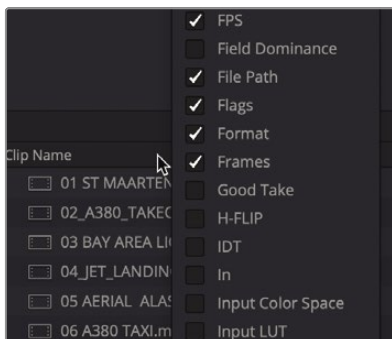 FPS
Field Dominance
File Path
Flags
Format
Frames
Good Take
H-FLIP
IDT
In
Input Color Space
Input LUT
Clip Name
01 ST MAARTEN
02_A380_TAKEO
03 BAY AREA
04_JET_LANDIN
05 AERIAL ALAS
06 A380 TAXI.m